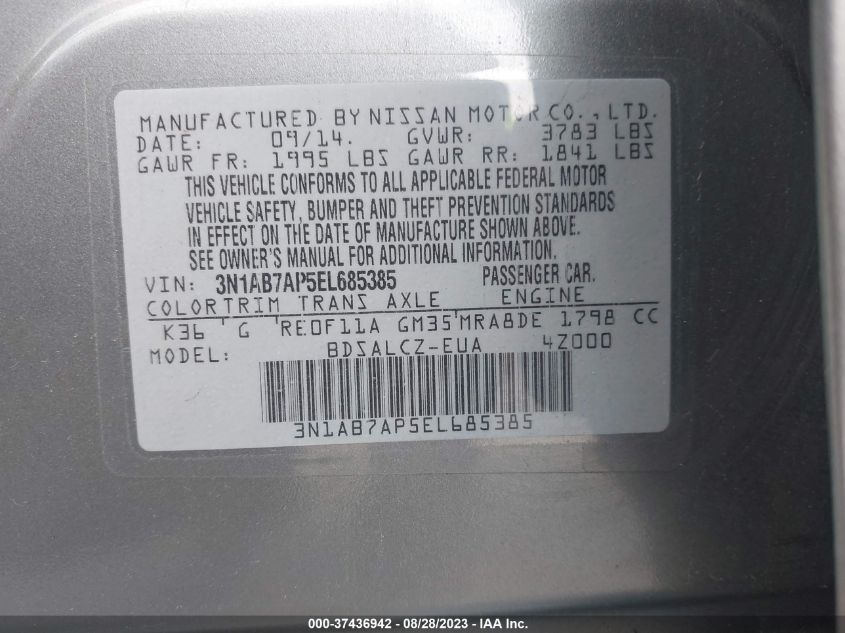 MANUFACTURED BY NISSAN MOTOR CO., LTD.
DATE: 09/14. GVWR: 3783 LBS
GAWR FR: 1995 LBS GAWR RR: 1841 LBS
THIS VEHICLE CONFORMS TO ALL APPLICABLE FEDERAL MOTOR
VEHICLE SAFETY, BUMPER AND THEFT PREVENTION STANDARDS
IN EFFECT ON THE DATE OF MANUFACTURE SHOWN ABOVE.
SEE OWNER'S MANUAL FOR ADDITIONAL INFORMATION.
VIN: 3N1AB7AP5EL685385 PASSENGER CAR.
COLORTRIM TRANS AXLE ENGINE
K36 G RE0F11A GM35 MRA8DE 1798 CC
MODEL: BDSALCZ-EUA 4Z000
3N1AB7AP5EL685385
000-37436942 - 08/28/2023 - IAA Inc.